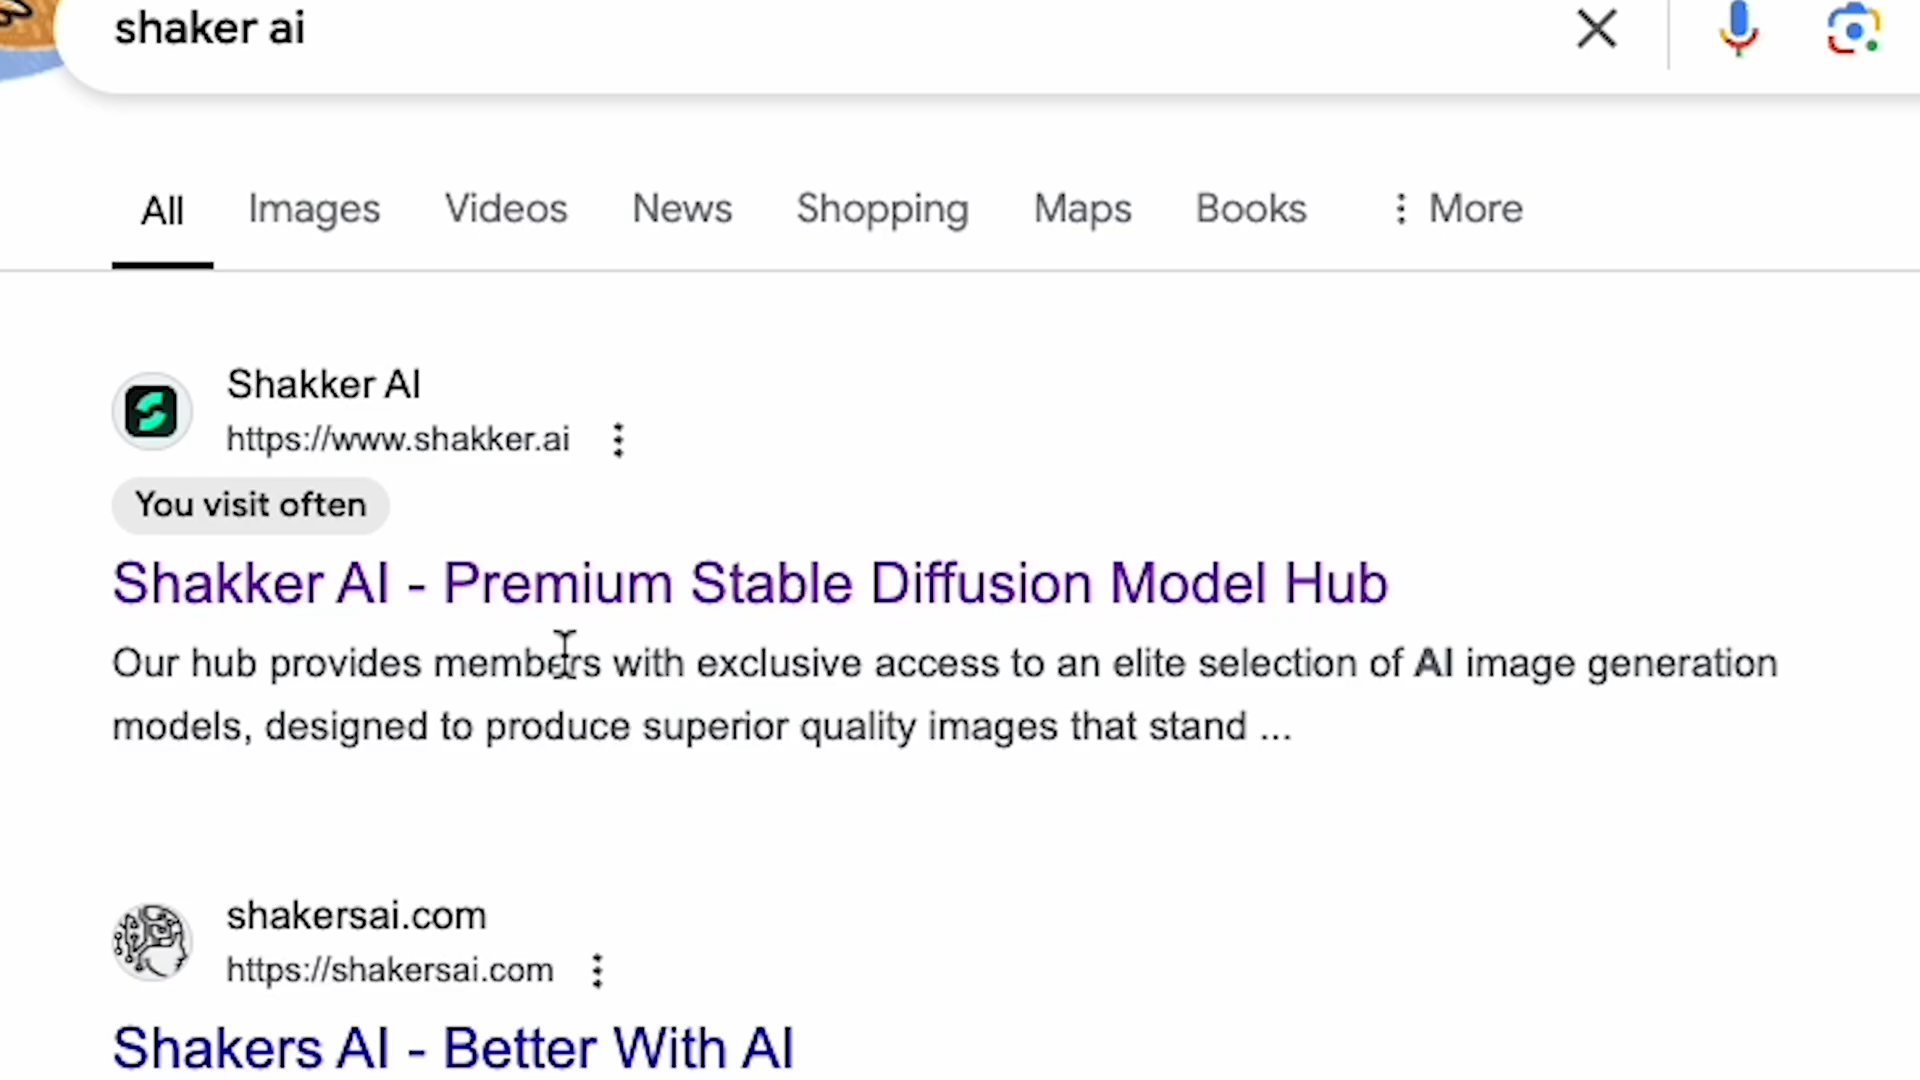 shaker ai
All Images Videos News Shopping Maps Books More
Shakker AI
https://www.shakker.ai
You visit often
Shakker AI - Premium Stable Diffusion Model Hub
Our hub provides members with exclusive access to an elite selection of AI image generation
models, designed to produce superior quality images that stand ...
shakersai.com
https://shakersai.com
Shakers AI - Better With AI